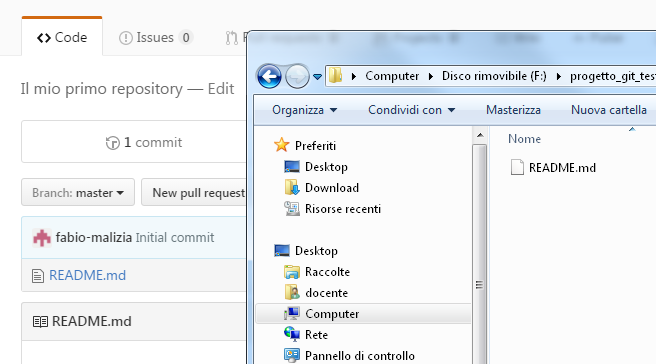 Code Issues 0
Il mio primo repository — Edit
1 commit
Branch: master New pull request
fabio-malizia Initial commit
README.md
README.md
Computer Disco rimovibile (F:) progetto_git_tes
Organizza Condividi con Masterizza Nuova cartella
Preferiti
Desktop
Download
Risorse recenti
Desktop
Raccolte
docente
Computer
Rete
Pannello di controllo
Nome
README.md